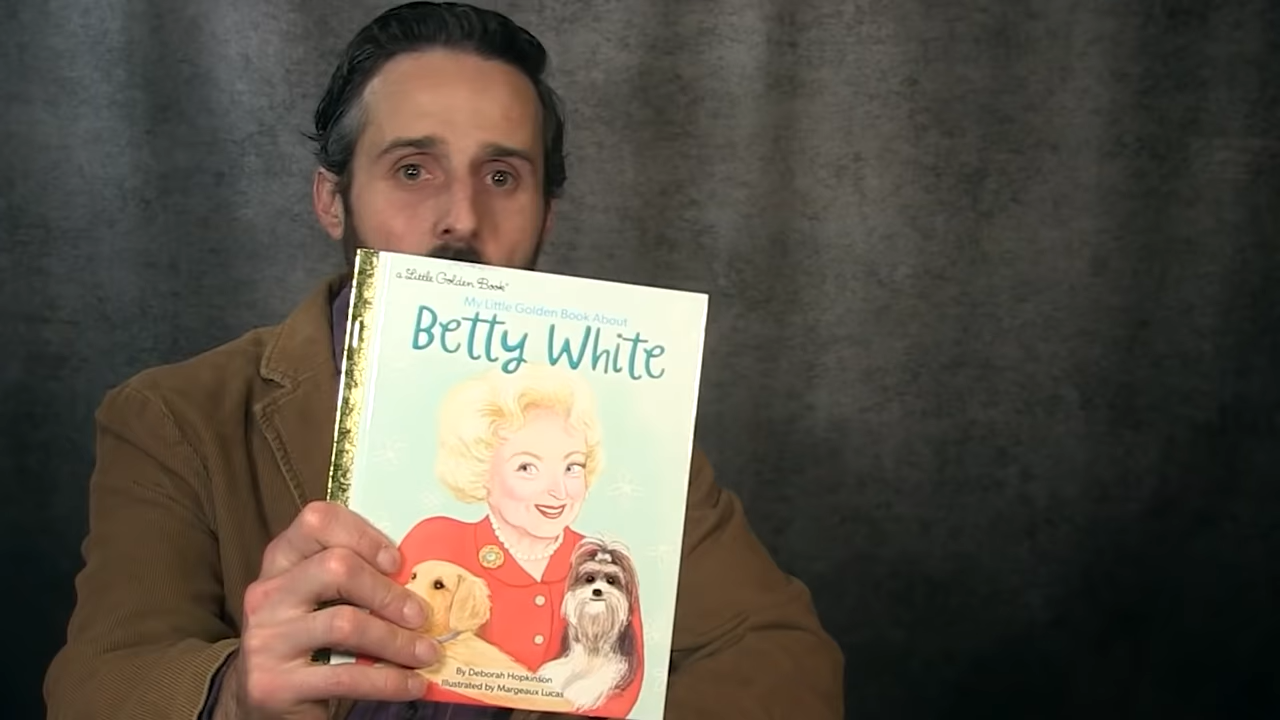 a Little Golden Book®
My Little Golden Book About
Betty White
By Deborah Hopkinson
Illustrated by Margeaux Lucas